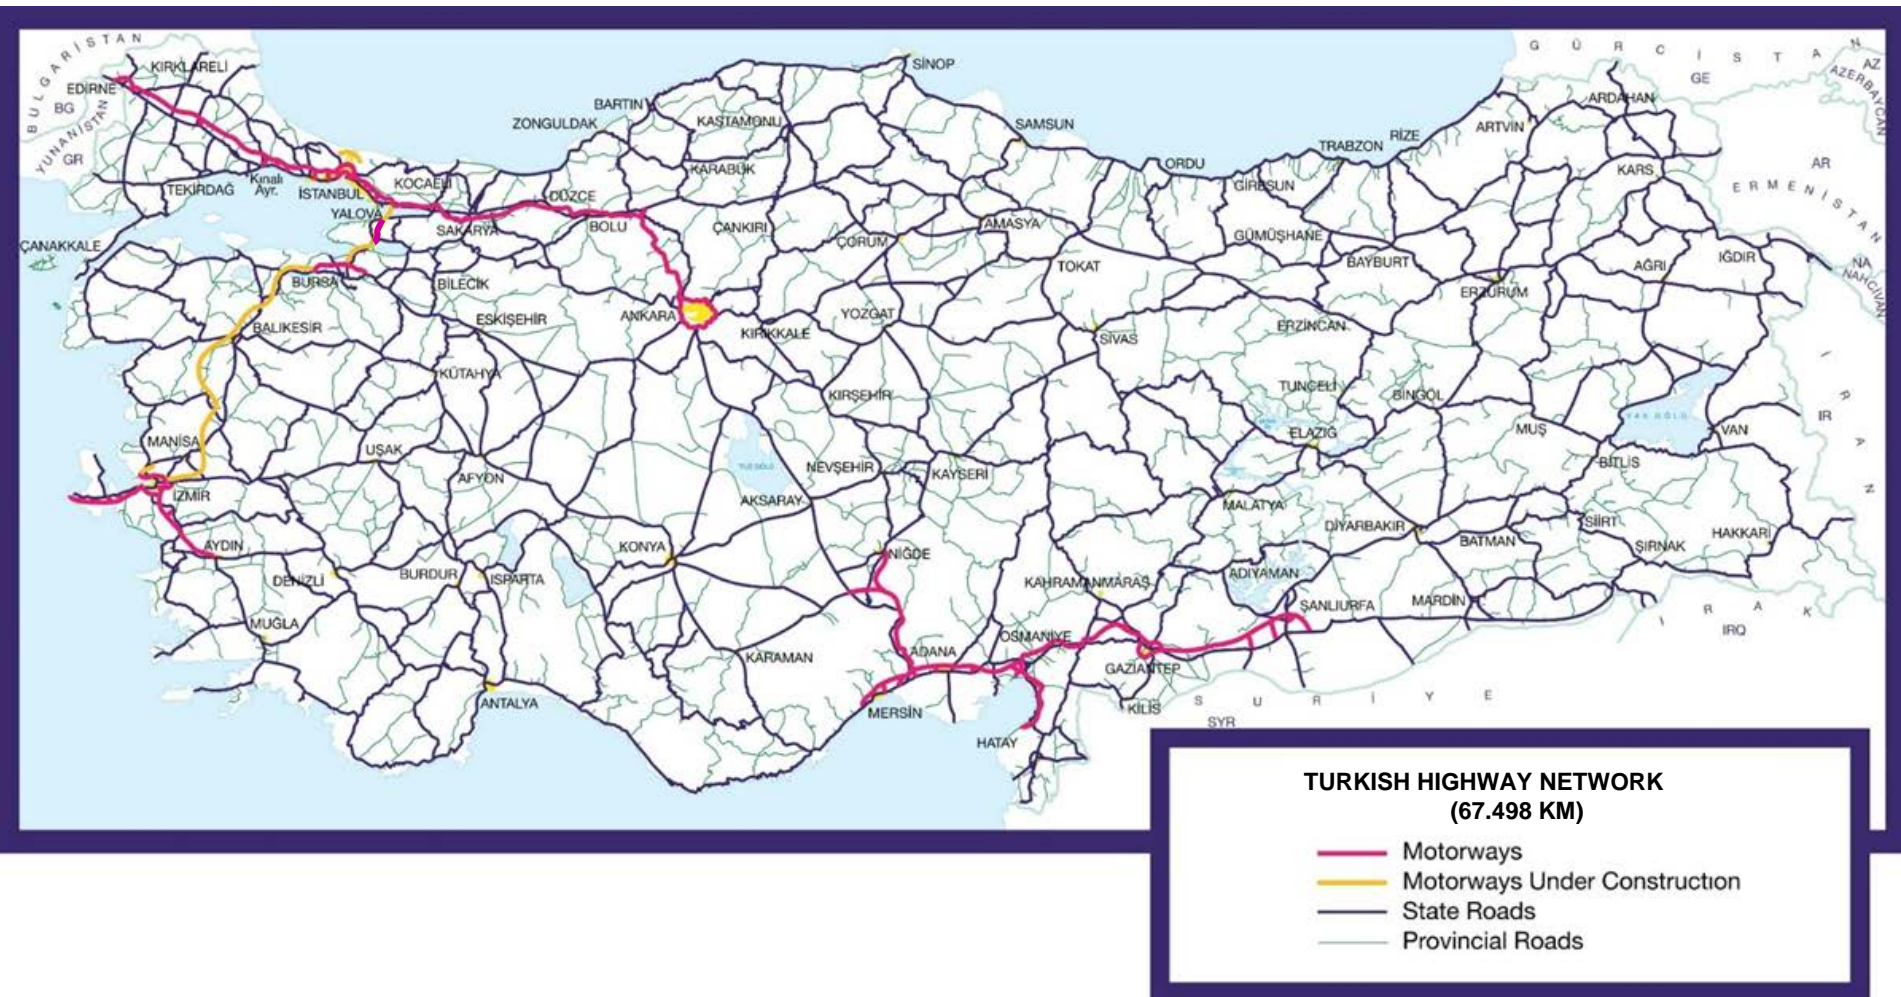 BULGARİSTAN
KIRKLARELİ
EDİRNE
BG
YUNANİSTAN
GR
TEKİRDAĞ
Kınalı
Ayr.
İSTANBUL
KOCAELİ
YALOVA
SAKARYA
DÜZCE
BOLU
ZONGULDAK
BARTIN
KASTAMONU
KARABÜK
SİNOP
SAMSUN
ÇANKIRI
ÇORUM
AMASYA
TOKAT
ORDU
GİRESUN
TRABZON
RİZE
ARTVİN
ARDAHAN
KARS
GÜRCİSTAN
GE
AZ
AZERBAYCAN
AR
ERMENİSTAN
NA
NAHCİVAN
GÜMÜŞHANE
BAYBURT
ERZURUM
AĞRI
IĞDIR
ÇANAKKALE
BURSA
BİLECİK
BALIKESİR
ESKİŞEHİR
ANKARA
KIRIKKALE
YOZGAT
SİVAS
ERZİNCAN
KÜTAHYA
KIRŞEHİR
TUNCELİ
BİNGÖL
VAN GÖLÜ
İRAN
IR
MANİSA
UŞAK
AFYON
TUZ GÖLÜ
NEVŞEHİR
KAYSERİ
ELAZIĞ
MUŞ
VAN
BİTLİS
İZMİR
AKSARAY
MALATYA
DİYARBAKIR
BATMAN
SİİRT
ŞIRNAK
HAKKARİ
AYDIN
DENİZLİ
BURDUR
ISPARTA
KONYA
NİĞDE
KAHRAMANMARAŞ
ADIYAMAN
ŞANLIURFA
MARDİN
IRAK
IRQ
MUĞLA
ANTALYA
KARAMAN
ADANA
MERSİN
OSMANİYE
GAZİANTEP
KİLİS
HATAY
SURİYE
SYR
TURKISH HIGHWAY NETWORK
(67.498 KM)
Motorways
Motorways Under Construction
State Roads
Provincial Roads